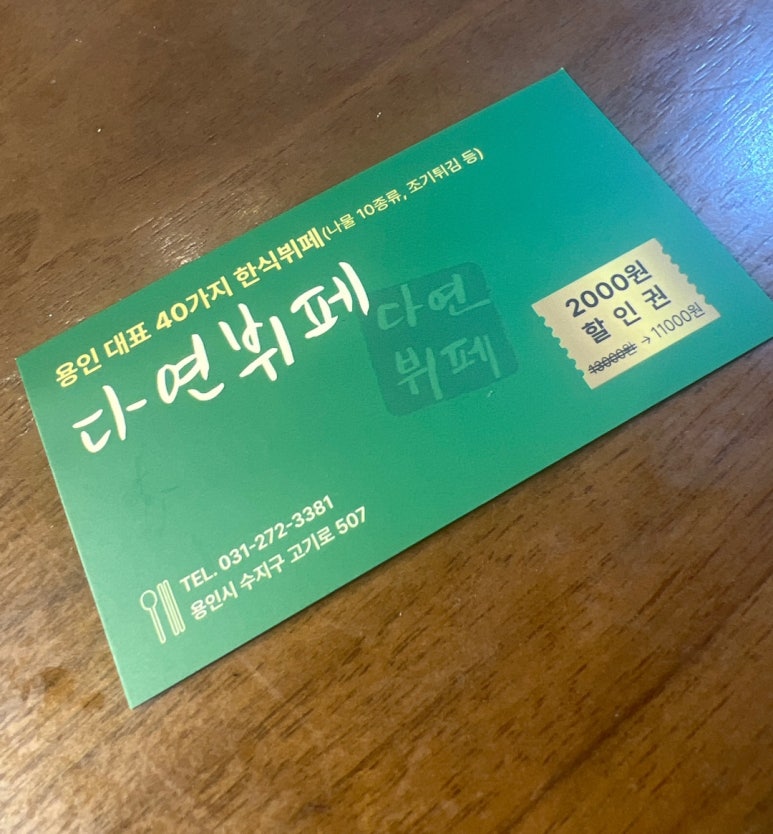 용인 대표 40가지 한식뷔페(나물 10종류, 조기튀김 등)
다연뷔페
다연
뷔페
2000원
할인권
13000원 → 11000원
TEL. 031-272-3381
용인시 수지구 고기로 507